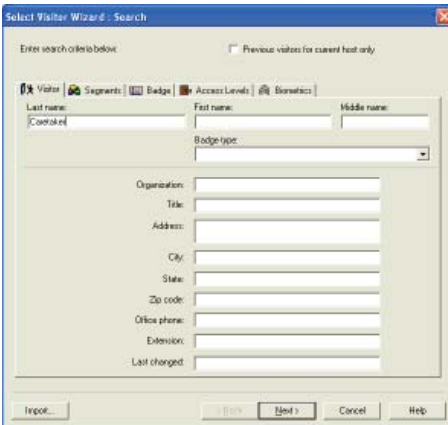 Select Visitor Wizard : Search
Enter search criteria below:
Previous visitors for current host only
Visitor Segments Badge Access Levels Biometrics
Last name: First name: Middle name:
Caretaker
Badge type:
Organization:
Title:
Address:
City:
State:
Zip code:
Office phone:
Extension:
Last changed:
Import... < Back Next > Cancel Help